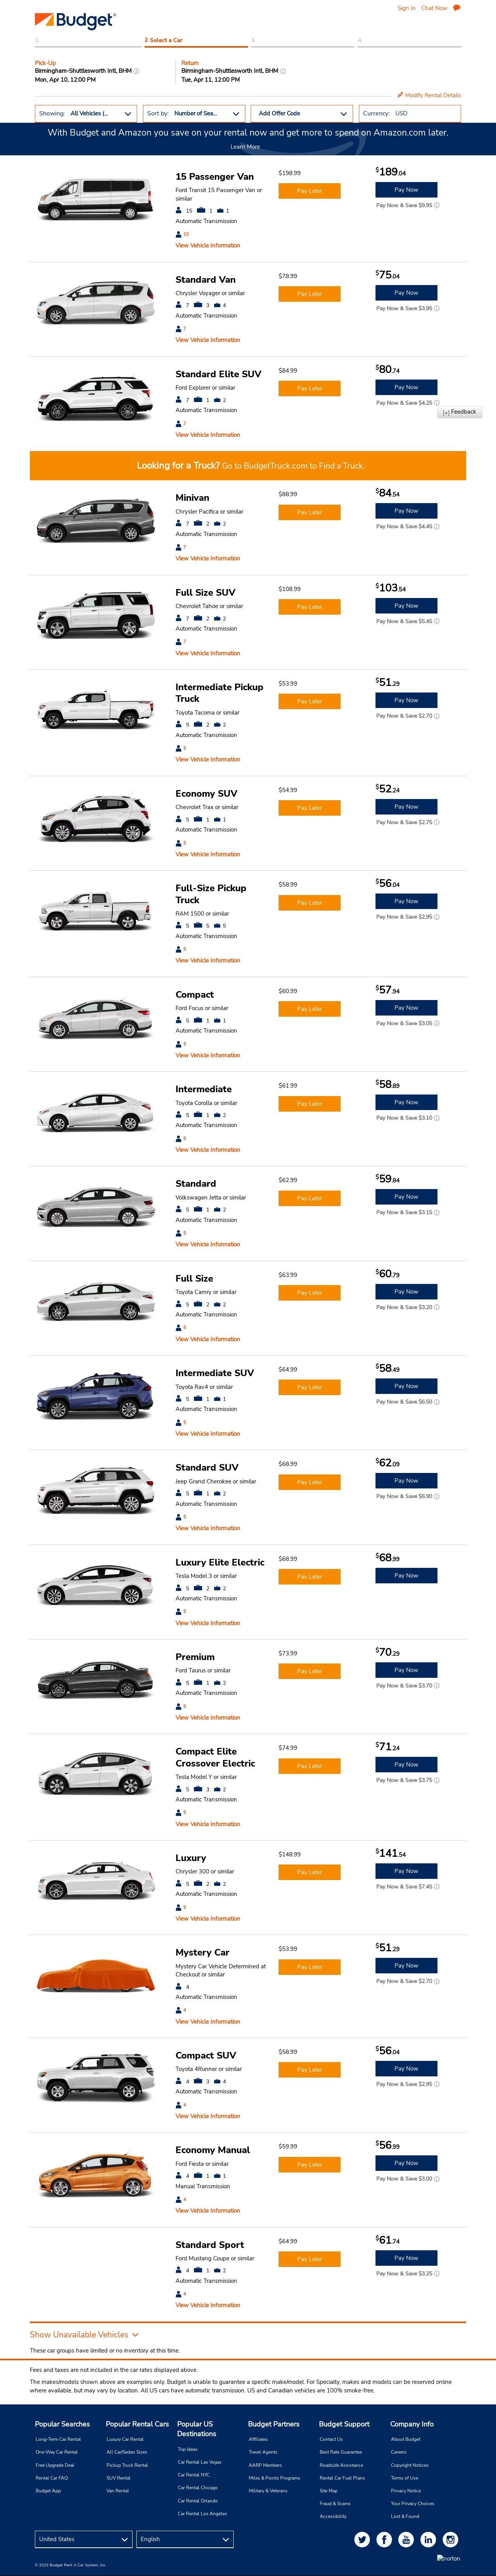 Sign In Chat Now
Budget
1
2 Select a Car
3
4
Pick-Up
Birmingham-Shuttlesworth Intl, BHM
Mon, Apr 10, 12:00 PM
Return
Birmingham-Shuttlesworth Intl, BHM
Tue, Apr 11, 12:00 PM
Modify Rental Details
Showing: All Vehicles (...
Sort by: Number of Sea...
Add Offer Code
Currency: USD
With Budget and Amazon you save on your rental now and get more to spend on Amazon.com later.
Learn More
15 Passenger Van
Ford Transit 15 Passenger Van or
similar
15 1 1
Automatic Transmission
15
View Vehicle Information
$198.99
Pay Later
$189.04
Pay Now
Pay Now & Save $9.95
Standard Van
Chrysler Voyager or similar
7 3 4
Automatic Transmission
7
View Vehicle Information
$78.99
Pay Later
$75.04
Pay Now
Pay Now & Save $3.95
Standard Elite SUV
Ford Explorer or similar
7 1 2
Automatic Transmission
7
View Vehicle Information
$84.99
Pay Later
$80.74
Pay Now
Pay Now & Save $4.25
[+] Feedback
Looking for a Truck? Go to BudgetTruck.com to Find a Truck.
Minivan
Chrysler Pacifica or similar
7 2 2
Automatic Transmission
7
View Vehicle Information
$88.99
Pay Later
$84.54
Pay Now
Pay Now & Save $4.45
Full Size SUV
Chevrolet Tahoe or similar
7 2 2
Automatic Transmission
7
View Vehicle Information
$108.99
Pay Later
$103.54
Pay Now
Pay Now & Save $5.45
Intermediate Pickup
Truck
Toyota Tacoma or similar
5 2 2
Automatic Transmission
5
View Vehicle Information
$53.99
Pay Later
$51.29
Pay Now
Pay Now & Save $2.70
Economy SUV
Chevrolet Trax or similar
5 1 1
Automatic Transmission
5
View Vehicle Information
$54.99
Pay Later
$52.24
Pay Now
Pay Now & Save $2.75
Full-Size Pickup
Truck
RAM 1500 or similar
5 5 5
Automatic Transmission
5
View Vehicle Information
$58.99
Pay Later
$56.04
Pay Now
Pay Now & Save $2.95
Compact
Ford Focus or similar
5 1 1
Automatic Transmission
5
View Vehicle Information
$60.99
Pay Later
$57.94
Pay Now
Pay Now & Save $3.05
Intermediate
Toyota Corolla or similar
5 1 2
Automatic Transmission
5
View Vehicle Information
$61.99
Pay Later
$58.89
Pay Now
Pay Now & Save $3.10
Standard
Volkswagen Jetta or similar
5 1 2
Automatic Transmission
5
View Vehicle Information
$62.99
Pay Later
$59.84
Pay Now
Pay Now & Save $3.15
Full Size
Toyota Camry or similar
5 2 2
Automatic Transmission
5
View Vehicle Information
$63.99
Pay Later
$60.79
Pay Now
Pay Now & Save $3.20
Intermediate SUV
Toyota Rav4 or similar
5 1 1
Automatic Transmission
5
View Vehicle Information
$64.99
Pay Later
$58.49
Pay Now
Pay Now & Save $6.50
Standard SUV
Jeep Grand Cherokee or similar
5 1 2
Automatic Transmission
5
View Vehicle Information
$68.99
Pay Later
$62.09
Pay Now
Pay Now & Save $6.90
Luxury Elite Electric
Tesla Model 3 or similar
5 2 2
Automatic Transmission
5
View Vehicle Information
$68.99
Pay Later
$68.99
Pay Now
Premium
Ford Taurus or similar
5 1 2
Automatic Transmission
5
View Vehicle Information
$73.99
Pay Later
$70.29
Pay Now
Pay Now & Save $3.70
Compact Elite
Crossover Electric
Tesla Model Y or similar
5 3 2
Automatic Transmission
5
View Vehicle Information
$74.99
Pay Later
$71.24
Pay Now
Pay Now & Save $3.75
Luxury
Chrysler 300 or similar
5 2 2
Automatic Transmission
5
View Vehicle Information
$148.99
Pay Later
$141.54
Pay Now
Pay Now & Save $7.45
Mystery Car
Mystery Car Vehicle Determined at
Checkout or similar
4
Automatic Transmission
4
View Vehicle Information
$53.99
Pay Later
$51.29
Pay Now
Pay Now & Save $2.70
Compact SUV
Toyota 4Runner or similar
4 3 4
Automatic Transmission
4
View Vehicle Information
$58.99
Pay Later
$56.04
Pay Now
Pay Now & Save $2.95
Economy Manual
Ford Fiesta or similar
4 1 1
Manual Transmission
4
View Vehicle Information
$59.99
Pay Later
$56.99
Pay Now
Pay Now & Save $3.00
Standard Sport
Ford Mustang Coupe or similar
4 1 2
Automatic Transmission
4
View Vehicle Information
$64.99
Pay Later
$61.74
Pay Now
Pay Now & Save $3.25
Show Unavailable Vehicles
These car groups have limited or no inventory at this time.
Fees and taxes are not included in the car rates displayed above.
The makes/models shown above are examples only. Budget is unable to guarantee a specific make/model. For Specialty, makes and models can be reserved online
where available, but may vary by location. All US cars have automatic transmission. US and Canadian vehicles are 100% smoke-free.
Popular Searches
Long-Term Car Rental
One-Way Car Rental
Free Upgrade Deal
Rental Car FAQ
Budget App
Popular Rental Cars
Luxury Car Rental
All Car/Sedan Sizes
Pickup Truck Rental
SUV Rental
Van Rental
Popular US
Destinations
Trip Ideas
Car Rental Las Vegas
Car Rental NYC
Car Rental Chicago
Car Rental Orlando
Car Rental Los Angeles
Budget Partners
Affiliates
Travel Agents
AARP Members
Miles & Points Programs
Military & Veterans
Budget Support
Contact Us
Best Rate Guarantee
Roadside Assistance
Rental Car Fuel Plans
Site Map
Fraud & Scams
Accessibility
Company Info
About Budget
Careers
Copyright Notices
Terms of Use
Privacy Notice
Your Privacy Choices
Lost & Found
United States
English
norton
© 2023 Budget Rent A Car System, Inc.